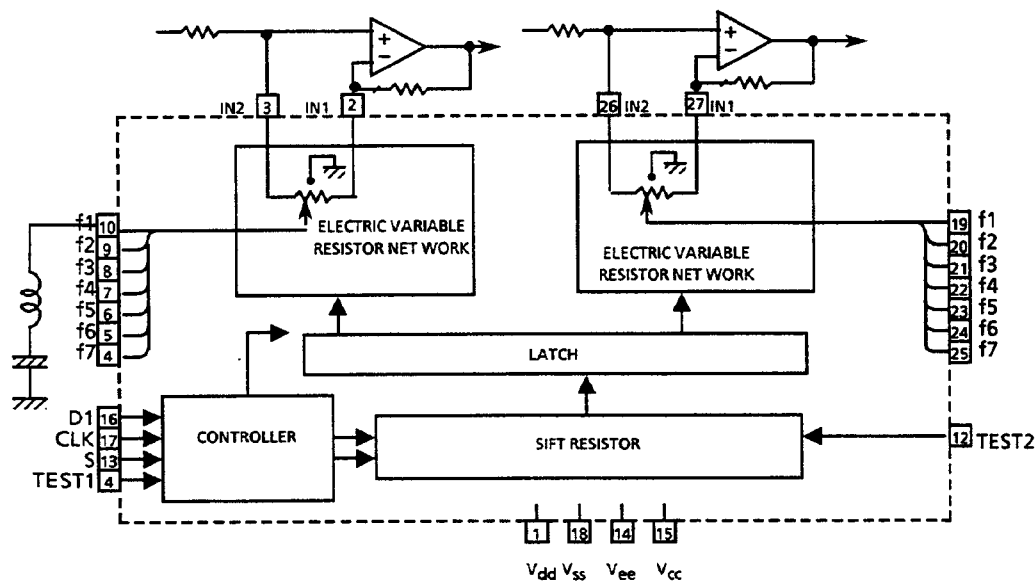 +
−
+
−
IN2 3 IN1 2
26 IN2 27 IN1
ELECTRIC VARIABLE
RESISTOR NET WORK
ELECTRIC VARIABLE
RESISTOR NET WORK
f1 10
f2 9
f3 8
f4 7
f5 6
f6 5
f7 4
19 f1
20 f2
21 f3
22 f4
23 f5
24 f6
25 f7
LATCH
D1 16
CLK 17
S 13
TEST1 4
CONTROLLER
SIFT RESISTOR
12 TEST2
1 18 14 15
Vdd Vss Vee Vcc